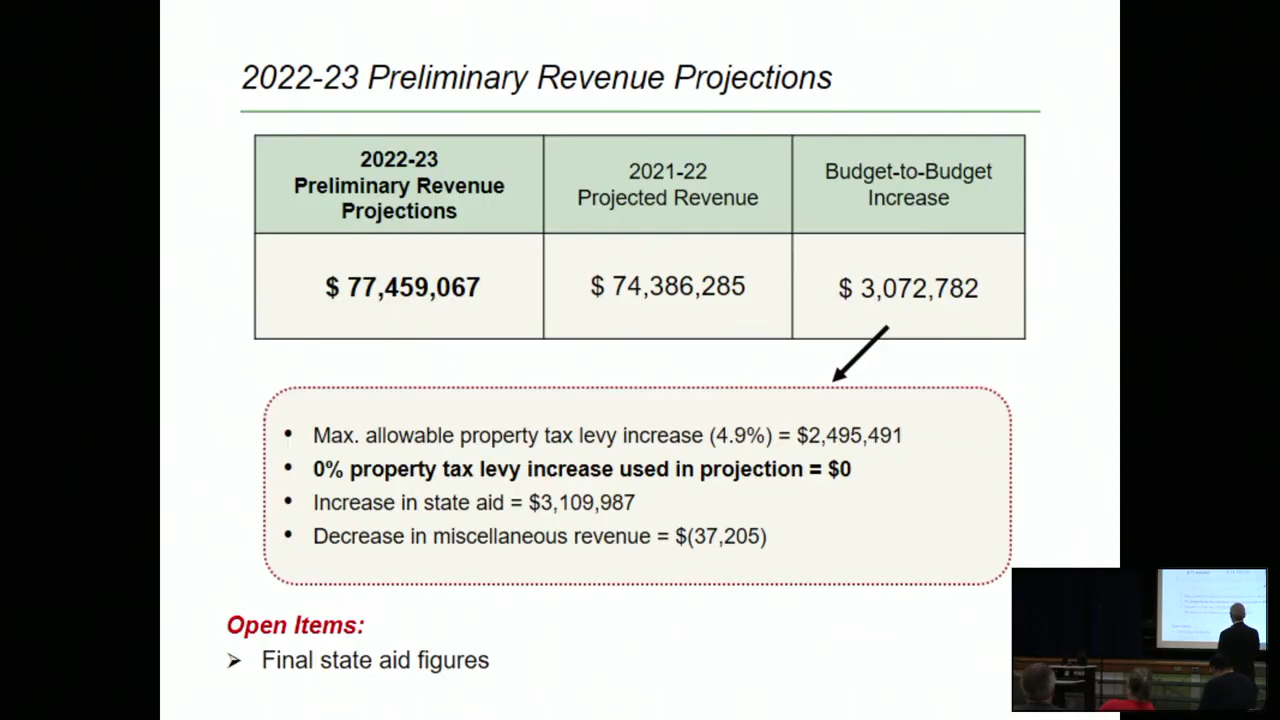 2022-23 Preliminary Revenue Projections
2022-23
Preliminary Revenue
Projections
2021-22
Projected Revenue
Budget-to-Budget
Increase
$ 77,459,067
$ 74,386,285
$ 3,072,782
• Max. allowable property tax levy increase (4.9%) = $2,495,491
• 0% property tax levy increase used in projection = $0
• Increase in state aid = $3,109,987
• Decrease in miscellaneous revenue = $(37,205)
Open Items:
➢ Final state aid figures